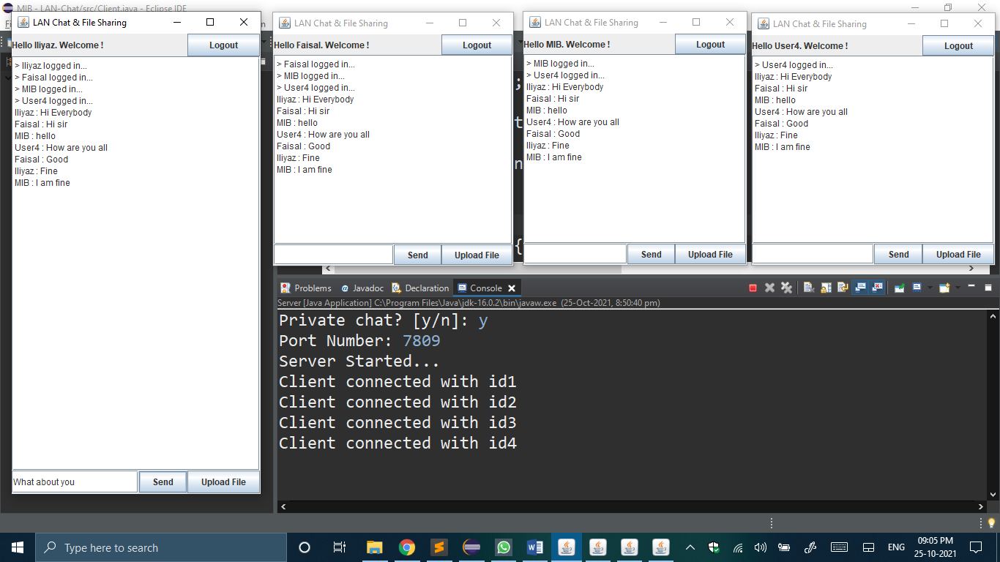 MIB - LAN-Chat/src/Client.java - Eclipse IDE
LAN Chat & File Sharing
Hello Iliyaz. Welcome !
Logout
> Iliyaz logged in...
> Faisal logged in...
> MIB logged in...
> User4 logged in...
Iliyaz : Hi Everybody
Faisal : Hi sir
MIB : hello
User4 : How are you all
Faisal : Good
Iliyaz : Fine
MIB : I am fine
What about you
Send
Upload File
LAN Chat & File Sharing
Hello Faisal. Welcome !
Logout
> Faisal logged in...
> MIB logged in...
> User4 logged in...
Iliyaz : Hi Everybody
Faisal : Hi sir
MIB : hello
User4 : How are you all
Faisal : Good
Iliyaz : Fine
MIB : I am fine
Send
Upload File
LAN Chat & File Sharing
Hello MIB. Welcome !
Logout
> MIB logged in...
> User4 logged in...
Iliyaz : Hi Everybody
Faisal : Hi sir
MIB : hello
User4 : How are you all
Faisal : Good
Iliyaz : Fine
MIB : I am fine
Send
Upload File
LAN Chat & File Sharing
Hello User4. Welcome !
Logout
> User4 logged in...
Iliyaz : Hi Everybody
Faisal : Hi sir
MIB : hello
User4 : How are you all
Faisal : Good
Iliyaz : Fine
MIB : I am fine
Send
Upload File
;
t
n
{
Problems
Javadoc
Declaration
Console
Server [Java Application] C:\Program Files\Java\jdk-16.0.2\bin\javaw.exe (25-Oct-2021, 8:50:40 pm)
Private chat? [y/n]: y
Port Number: 7809
Server Started...
Client connected with id1
Client connected with id2
Client connected with id3
Client connected with id4
Type here to search
ENG
09:05 PM
25-10-2021